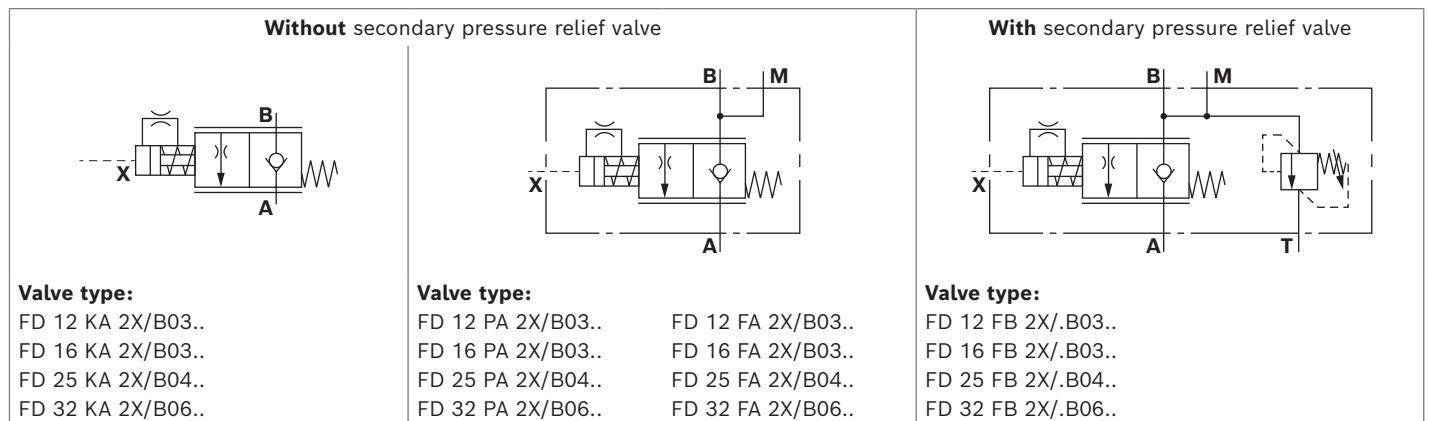 Without secondary pressure relief valve
With secondary pressure relief valve
B
X
A
B
M
X
A
B
M
X
A
T
Valve type:
FD 12 KA 2X/B03..
FD 16 KA 2X/B03..
FD 25 KA 2X/B04..
FD 32 KA 2X/B06..
Valve type:
FD 12 PA 2X/B03.. FD 12 FA 2X/B03..
FD 16 PA 2X/B03.. FD 16 FA 2X/B03..
FD 25 PA 2X/B04.. FD 25 FA 2X/B04..
FD 32 PA 2X/B06.. FD 32 FA 2X/B06..
Valve type:
FD 12 FB 2X/.B03..
FD 16 FB 2X/.B03..
FD 25 FB 2X/.B04..
FD 32 FB 2X/.B06..